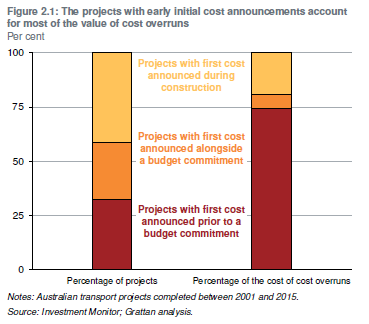 Figure 2.1: The projects with early initial cost announcements account
for most of the value of cost overruns
Per cent
100
75
50
25
0
100
Projects with first cost
announced during
construction
Projects with first cost
announced alongside
a budget commitment
Projects with first cost
announced prior to a
budget commitment
Percentage of projects
Percentage of the cost of cost overruns
Notes: Australian transport projects completed between 2001 and 2015.
Source: Investment Monitor; Grattan analysis.